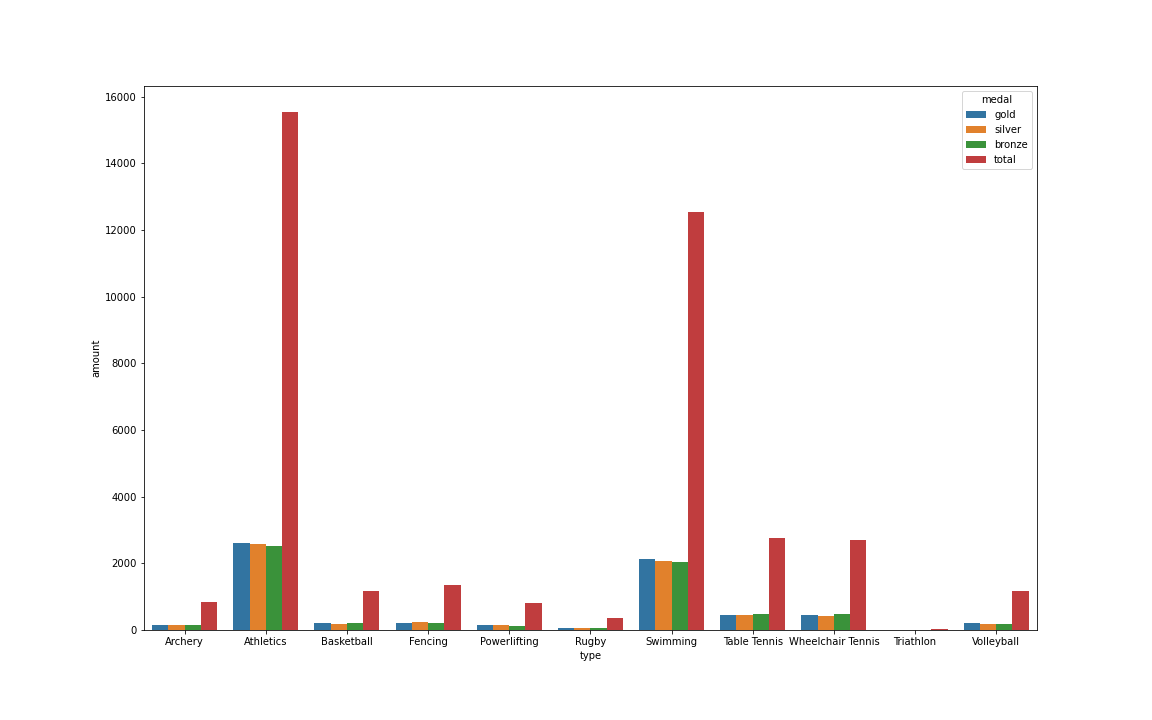 16000
14000
12000
10000
8000
6000
4000
2000
0
amount
medal
gold
silver
bronze
total
Archery Athletics Basketball Fencing Powerlifting Rugby Swimming Table Tennis Wheelchair Tennis Triathlon Volleyball
type